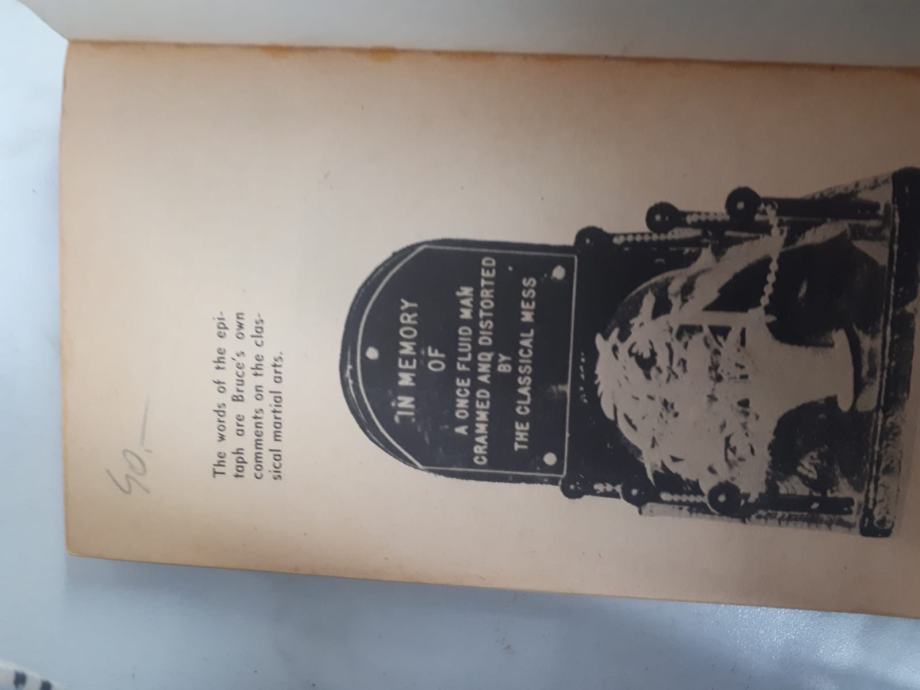 50,—
The words of the epi-
taph are Bruce's own
comments on the clas-
sical martial arts.
IN MEMORY
OF
A ONCE FLUID MAN
CRAMMED AND DISTORTED
BY
THE CLASSICAL MESS